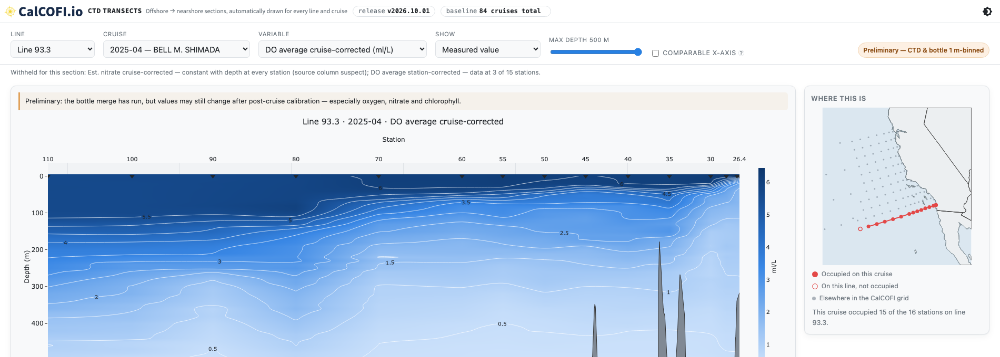 CalCOFI.io CTD TRANSECTS Offshore → nearshore sections, automatically drawn for every line and cruise release v2026.10.01 baseline 84 cruises total
LINE CRUISE VARIABLE SHOW MAX DEPTH 500 M
Line 93.3 2025-04 — BELL M. SHIMADA DO average cruise-corrected (ml/L) Measured value COMPARABLE X-AXIS ? Preliminary — CTD & bottle 1 m-binned
Withheld for this section: Est. nitrate cruise-corrected — constant with depth at every station (source column suspect); DO average station-corrected — data at 3 of 15 stations.
Preliminary: the bottle merge has run, but values may still change after post-cruise calibration — especially oxygen, nitrate and chlorophyll.
Line 93.3 · 2025-04 · DO average cruise-corrected
Station
110 100 90 80 70 60 55 50 45 40 35 30 26.4
0
100
200
300
400
Depth (m)
6
6
4.5
3.5
5.5
5
2.5
4
3
1.5
1
2
0.5
0.5
6
5
4
3
2
1
ml/L
WHERE THIS IS
Occupied on this cruise
On this line, not occupied
Elsewhere in the CalCOFI grid
This cruise occupied 15 of the 16 stations on line
93.3.